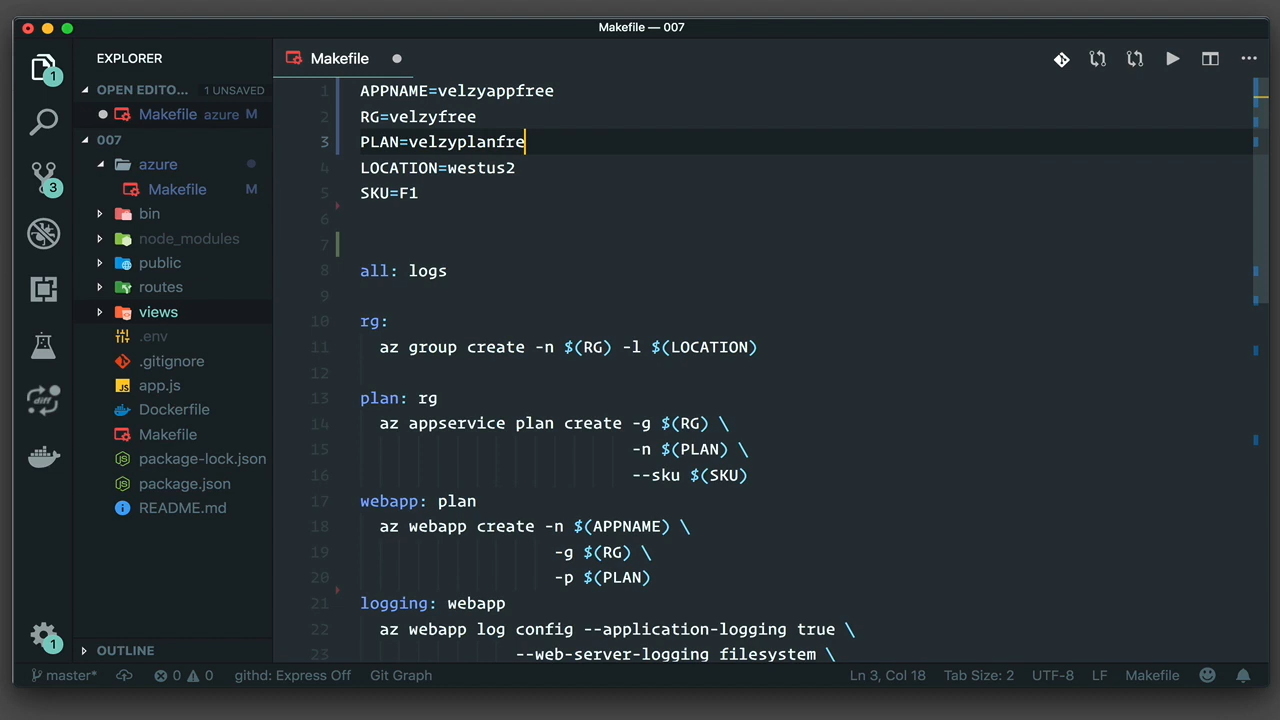 Makefile — 007
EXPLORER
OPEN EDITO... 1 UNSAVED
Makefile azure M
007
azure
Makefile M
bin
node_modules
public
routes
views
.env
.gitignore
app.js
Dockerfile
Makefile
package-lock.json
package.json
README.md
OUTLINE
1
3
1
Makefile
1 APPNAME=velzyappfree
2 RG=velzyfree
3 PLAN=velzyplanfre
4 LOCATION=westus2
5 SKU=F1
6
7
8 all: logs
9
10 rg:
11 az group create -n $(RG) -l $(LOCATION)
12
13 plan: rg
14 az appservice plan create -g $(RG) \
15 -n $(PLAN) \
16 --sku $(SKU)
17 webapp: plan
18 az webapp create -n $(APPNAME) \
19 -g $(RG) \
20 -p $(PLAN)
21 logging: webapp
22 az webapp log config --application-logging true \
23 --web-server-logging filesystem \
master* 0 0 githd: Express Off Git Graph Ln 3, Col 18 Tab Size: 2 UTF-8 LF Makefile